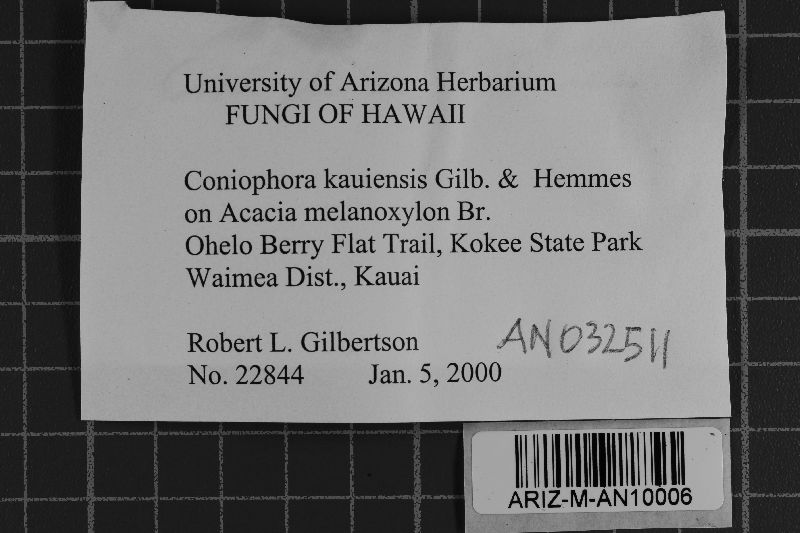 University of Arizona Herbarium
FUNGI OF HAWAII
Coniophora kauiensis Gilb. & Hemmes
on Acacia melanoxylon Br.
Ohelo Berry Flat Trail, Kokee State Park
Waimea Dist., Kauai
Robert L. Gilbertson
AN032511
No. 22844 Jan. 5, 2000
ARIZ-M-AN10006